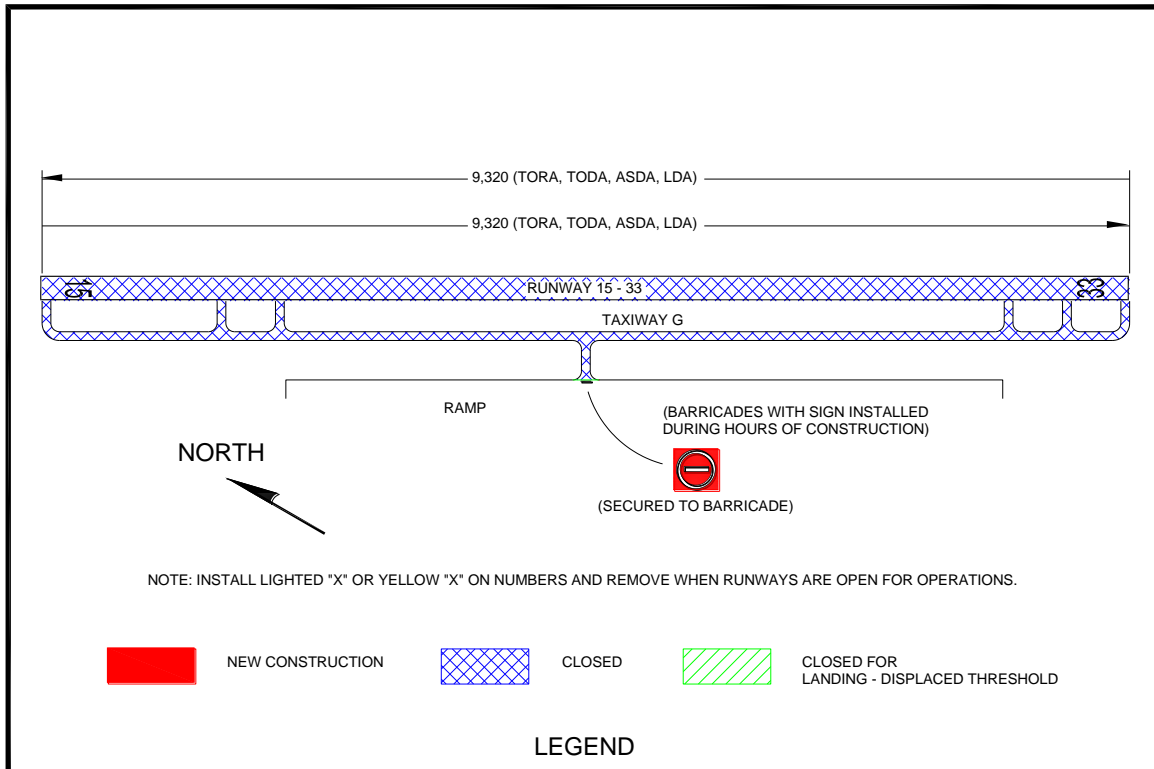 9,320 (TORA, TODA, ASDA, LDA)
9,320 (TORA, TODA, ASDA, LDA)
15
RUNWAY 15 - 33
33
TAXIWAY G
RAMP
(BARRICADES WITH SIGN INSTALLED
DURING HOURS OF CONSTRUCTION)
NORTH
(SECURED TO BARRICADE)
NOTE: INSTALL LIGHTED "X" OR YELLOW "X" ON NUMBERS AND REMOVE WHEN RUNWAYS ARE OPEN FOR OPERATIONS.
NEW CONSTRUCTION
CLOSED
CLOSED FOR
LANDING - DISPLACED THRESHOLD
LEGEND